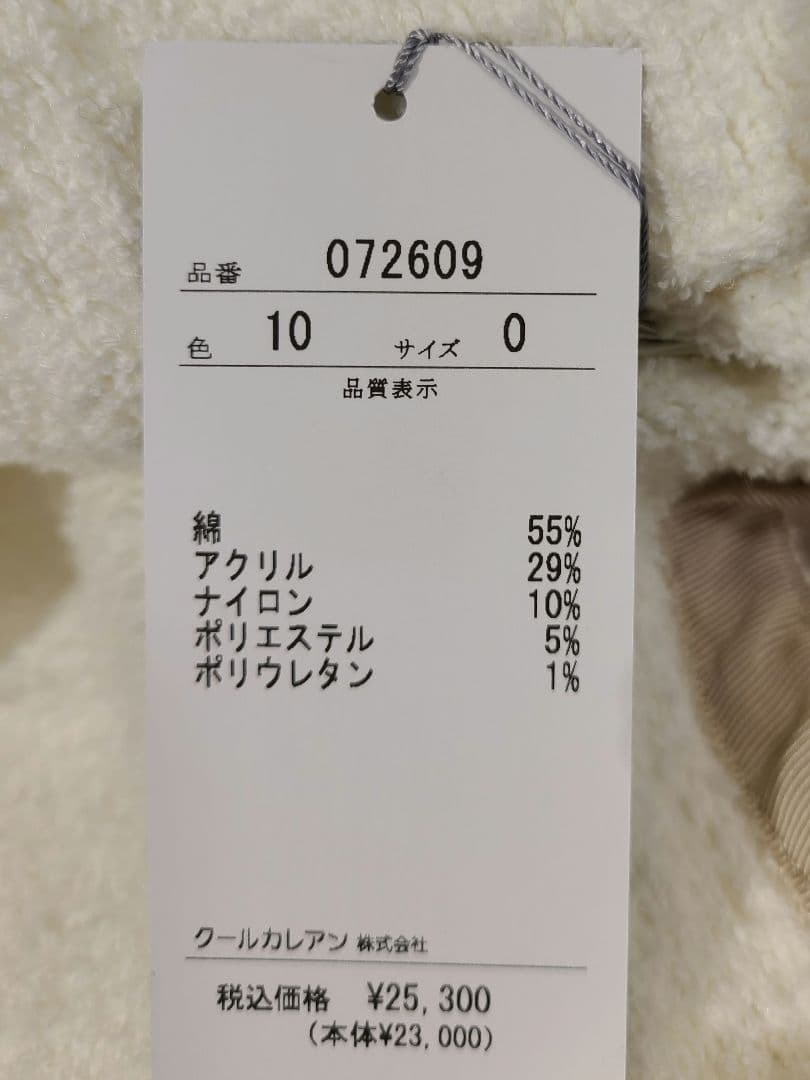 品番 072609
色 10 サイズ 0
品質表示
綿 55%
アクリル 29%
ナイロン 10%
ポリエステル 5%
ポリウレタン 1%
クールカレアン 株式会社
税込価格 ¥25,300
(本体¥23,000)